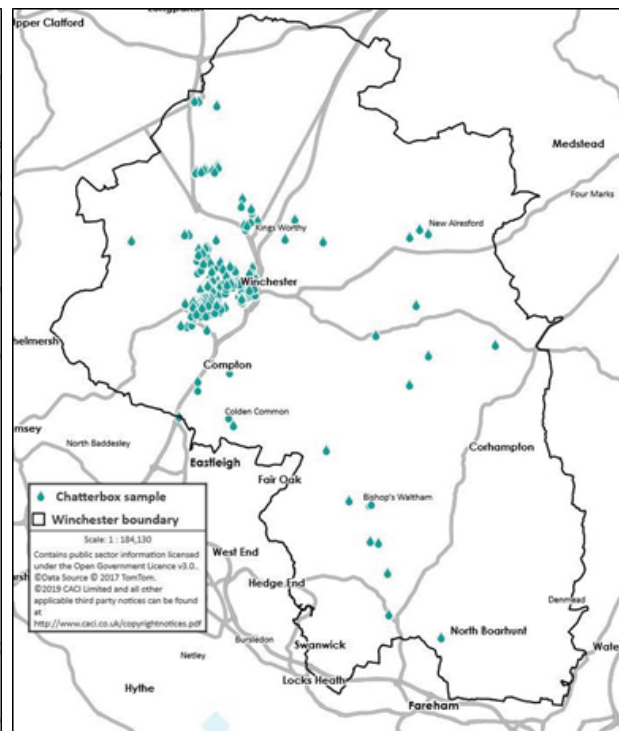 Upper Clatford
Medstead
Four Marks
New Alresford
Kings Worthy
Winchester
helmersh
Compton
Colden Common
msey
North Baddesley
Corhampton
Eastleigh
Fair Oak
Bishop's Waltham
Chatterbox sample
Winchester boundary
Scale: 1 : 184,130
Contains public sector information licensed
under the Open Government Licence v3.0..
©Data Source © 2017 TomTom.
©2019 CACI Limited and all other
applicable third party notices can be found
at
http://www.caci.co.uk/copyrightnotices.pdf
West End
Hedge End
Denmead
Bursledon
North Boarhunt
Swanwick
Wate
Netley
Locks Heath
Hythe
Fareham